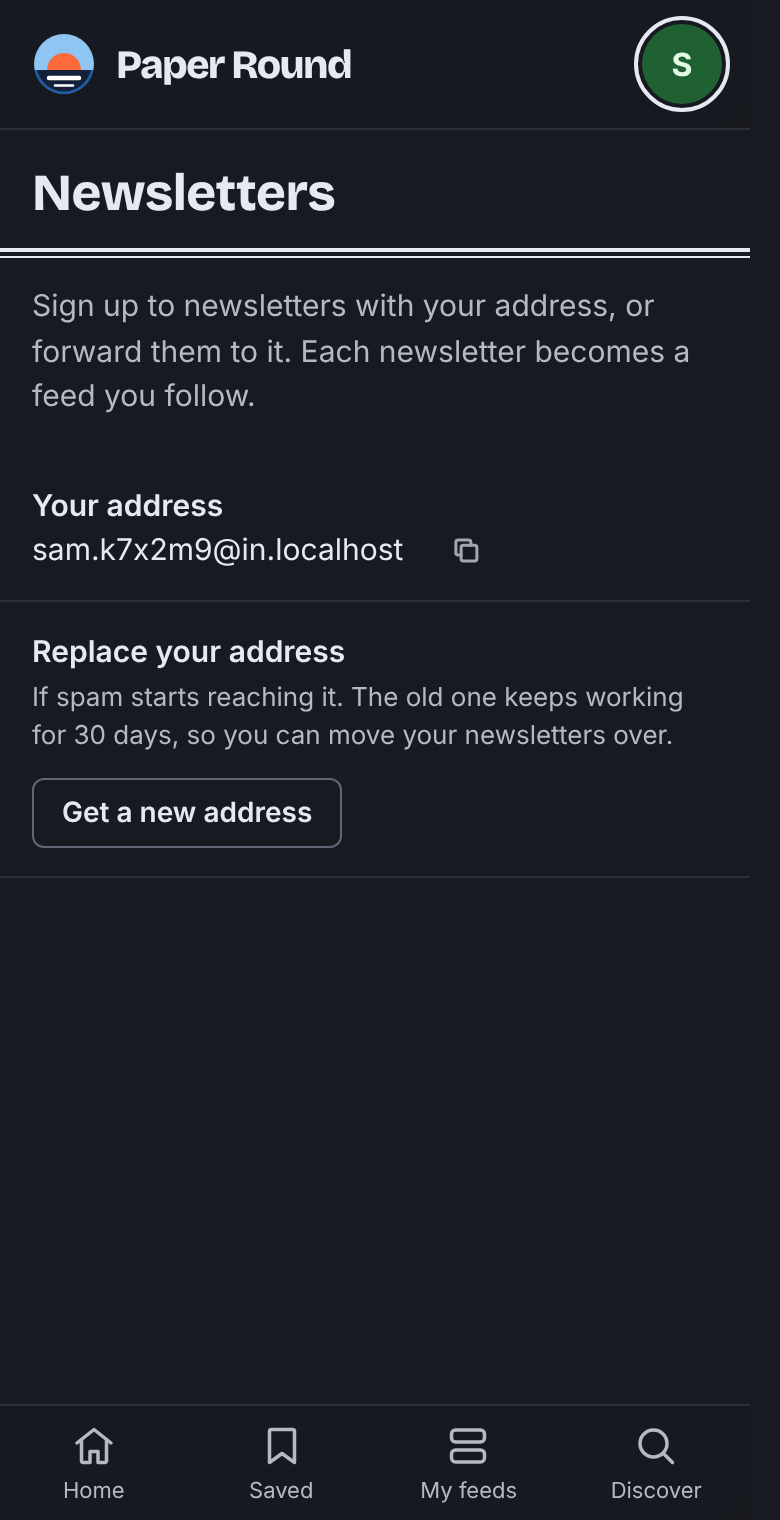 Paper Round
S
Newsletters
Sign up to newsletters with your address, or
forward them to it. Each newsletter becomes a
feed you follow.
Your address
sam.k7x2m9@in.localhost
Replace your address
If spam starts reaching it. The old one keeps working
for 30 days, so you can move your newsletters over.
Get a new address
Home
Saved
My feeds
Discover